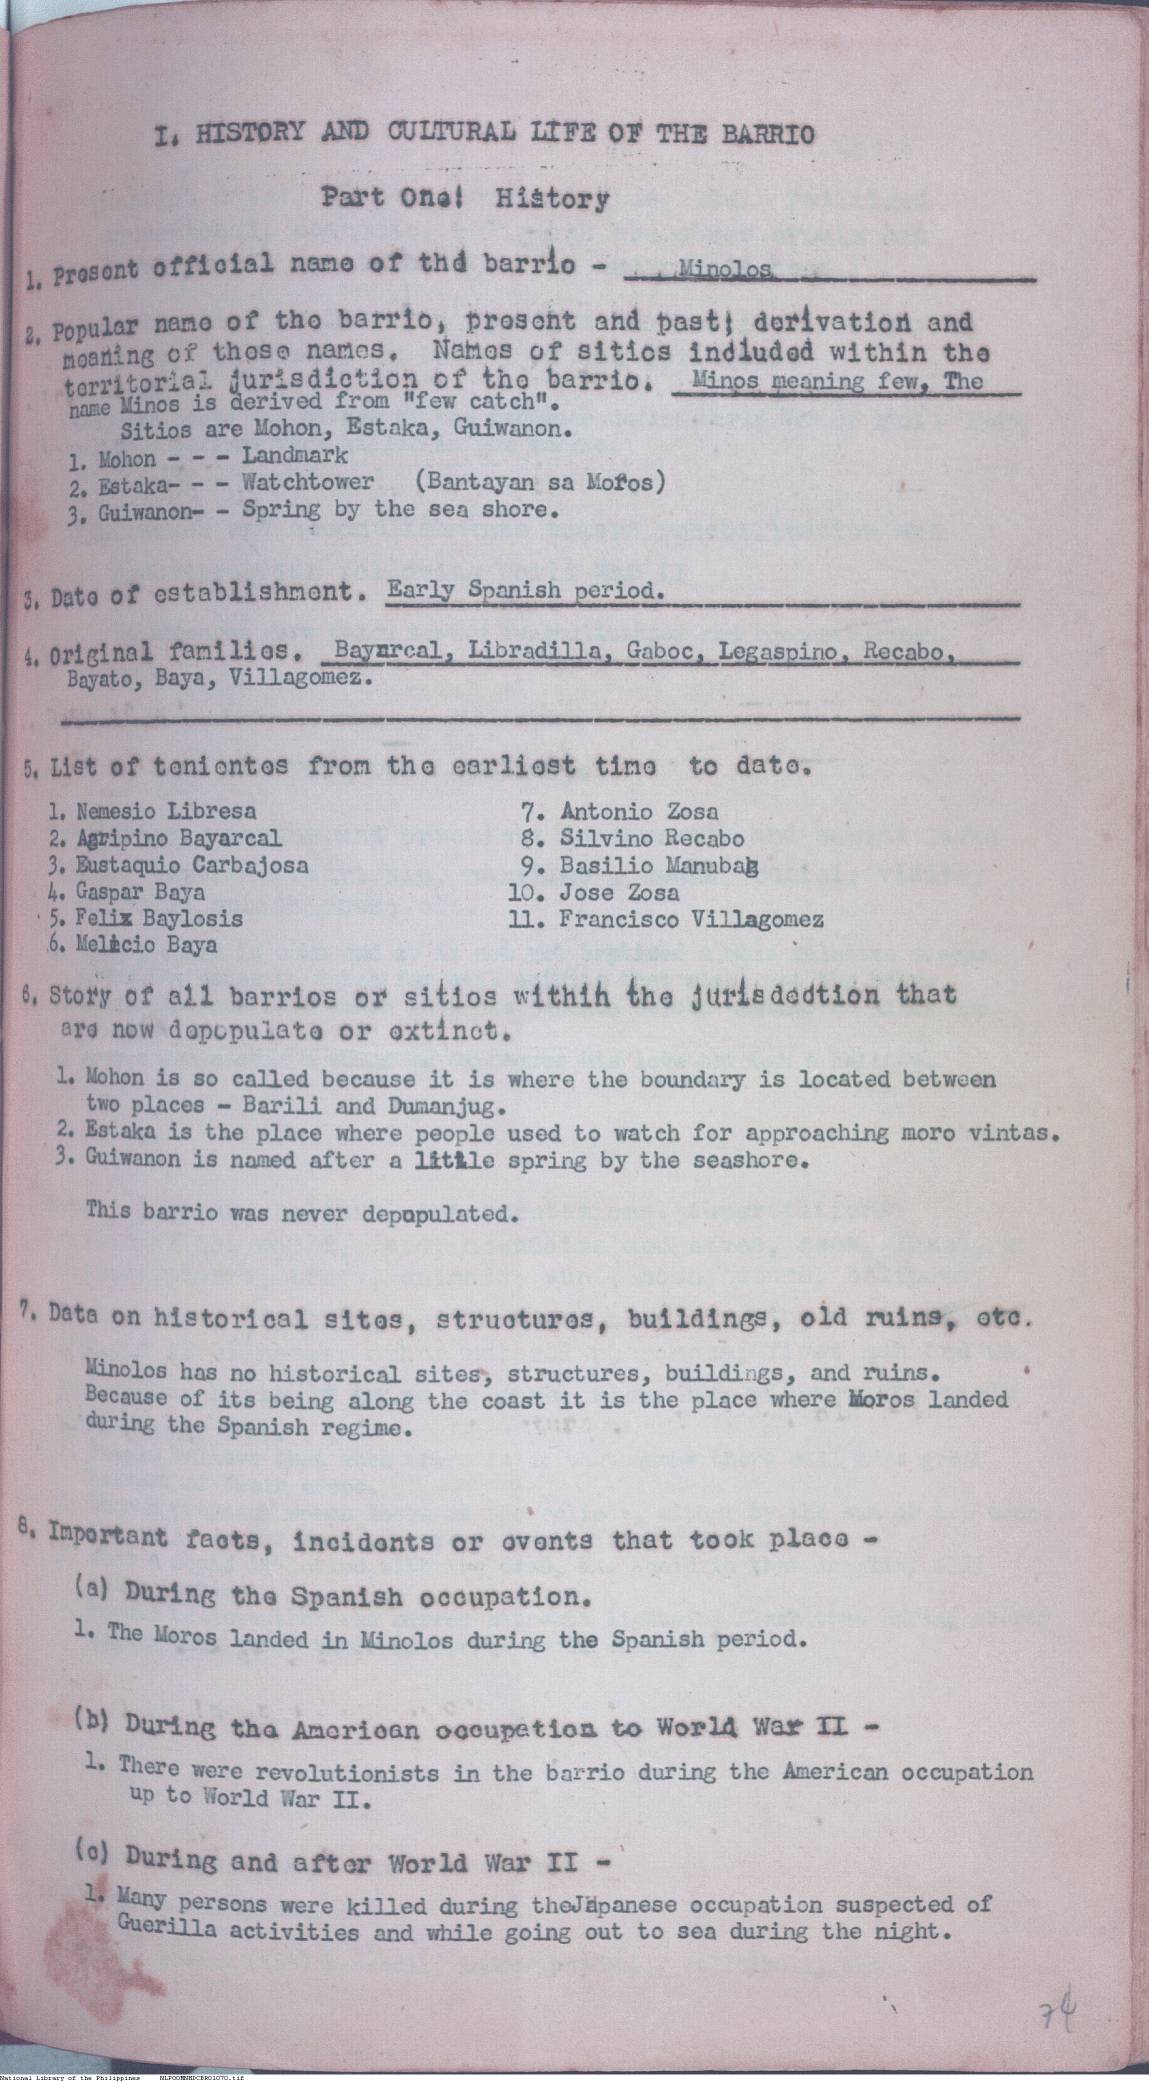 I. HISTORY AND CULTURAL LIFE OF THE BARRIO
Part One: History
1. Present official name of the barrio - Minolos
2. Popular name of the barrio, present and past; derivation and
meaning of these names. Names of sitios included within the
territorial jurisdiction of the barrio. Minos meaning few, The
name Minos is derived from "few catch".
Sitios are Mohon, Estaka, Guiwanon.
1. Mohon - - - Landmark
2. Estaka- - - Watchtower (Bantayan sa Moros)
3. Guiwanon- - Spring by the sea shore.
3. Date of establishment. Early Spanish period.
4. Original families. Bayarcal, Libradilla, Gaboc, Legaspino, Recabo,
Bayato, Baya, Villagomez.
5. List of tenientes from the earliest time to date.
1. Nemesio Libresa
2. Agripino Bayarcal
3. Eustaquio Carbajosa
4. Gaspar Baya
5. Felix Baylosis
6. Melicio Baya
7. Antonio Zosa
8. Silvino Recabo
9. Basilio Manubag
10. Jose Zosa
11. Francisco Villagomez
6. Story of all barrios or sitios within the jurisdodtion that
are now depopulate or extinct.
1. Mohon is so called because it is where the boundary is located between
two places - Barili and Dumanjug.
2. Estaka is the place where people used to watch for approaching moro vintas.
3. Guiwanon is named after a little spring by the seashore.
This barrio was never depopulated.
7. Data on historical sites, structures, buildings, old ruins, etc.
Minolos has no historical sites, structures, buildings, and ruins.
Because of its being along the coast it is the place where Moros landed
during the Spanish regime.
8. Important facts, incidents or events that took place -
(a) During the Spanish occupation.
1. The Moros landed in Minolos during the Spanish period.
(b) During the American occupation to World War II -
1. There were revolutionists in the barrio during the American occupation
up to World War II.
(c) During and after World War II -
1. Many persons were killed during theJapanese occupation suspected of
Guerilla activities and while going out to sea during the night.
74
National Library of the Philippines NLPOOMNHDCBRO1070.tif